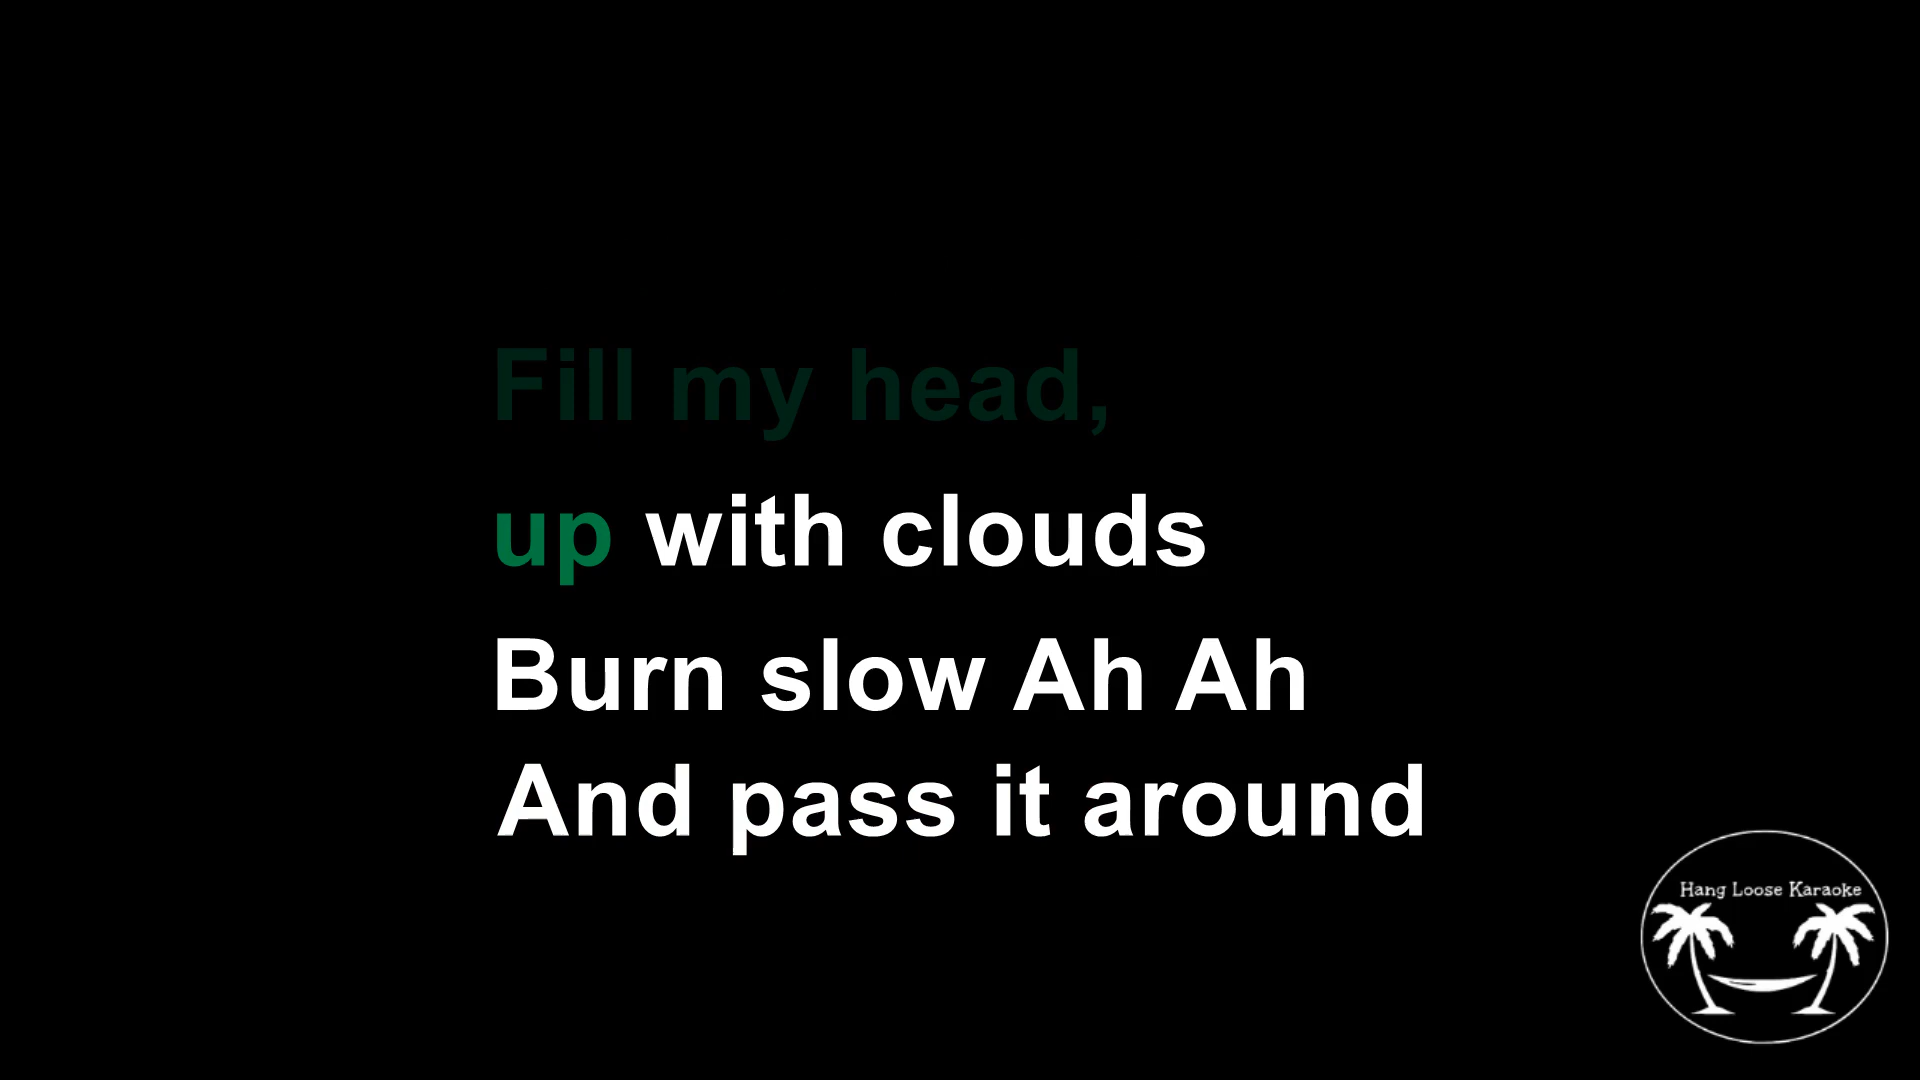 Fill my head,
up with clouds
Burn slow Ah Ah
And pass it around
Hang Loose Karaoke